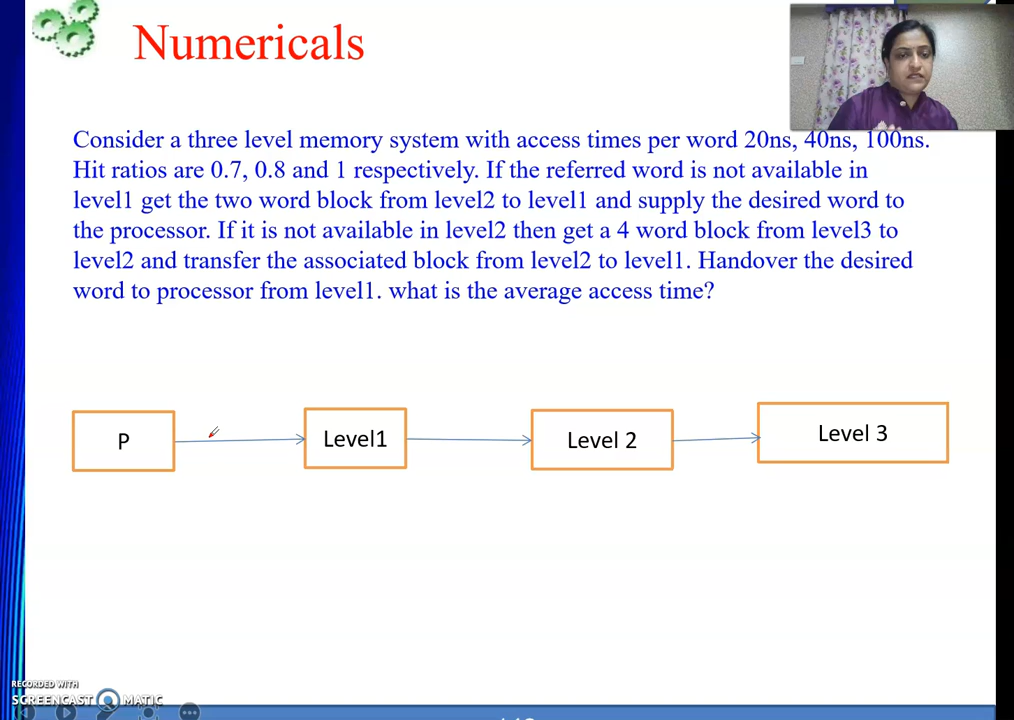 Numericals
Consider a three level memory system with access times per word 20ns, 40ns, 100ns.
Hit ratios are 0.7, 0.8 and 1 respectively. If the referred word is not available in
level1 get the two word block from level2 to level1 and supply the desired word to
the processor. If it is not available in level2 then get a 4 word block from level3 to
level2 and transfer the associated block from level2 to level1. Handover the desired
word to processor from level1. what is the average access time?
P
Level1
Level 2
Level 3
RECORDED WITH
SCREENCAST MATIC